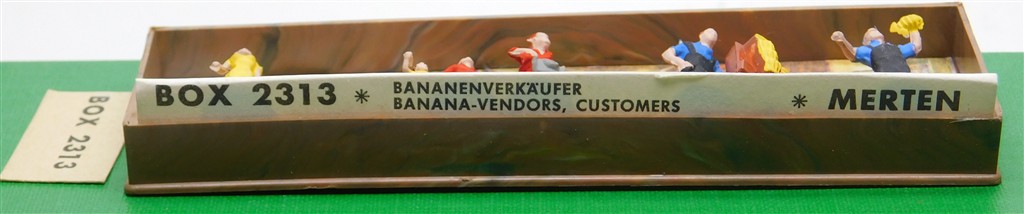 BOX 2313 * BANANENVERKÄUFER
BANANA-VENDORS, CUSTOMERS * MERTEN
BOX 2313